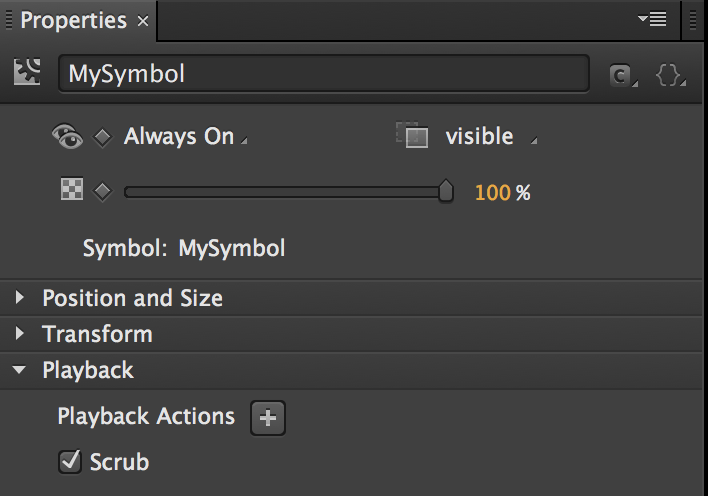 Properties ×
MySymbol
C
{}
Always On
visible
100 %
Symbol: MySymbol
Position and Size
Transform
Playback
Playback Actions +
Scrub